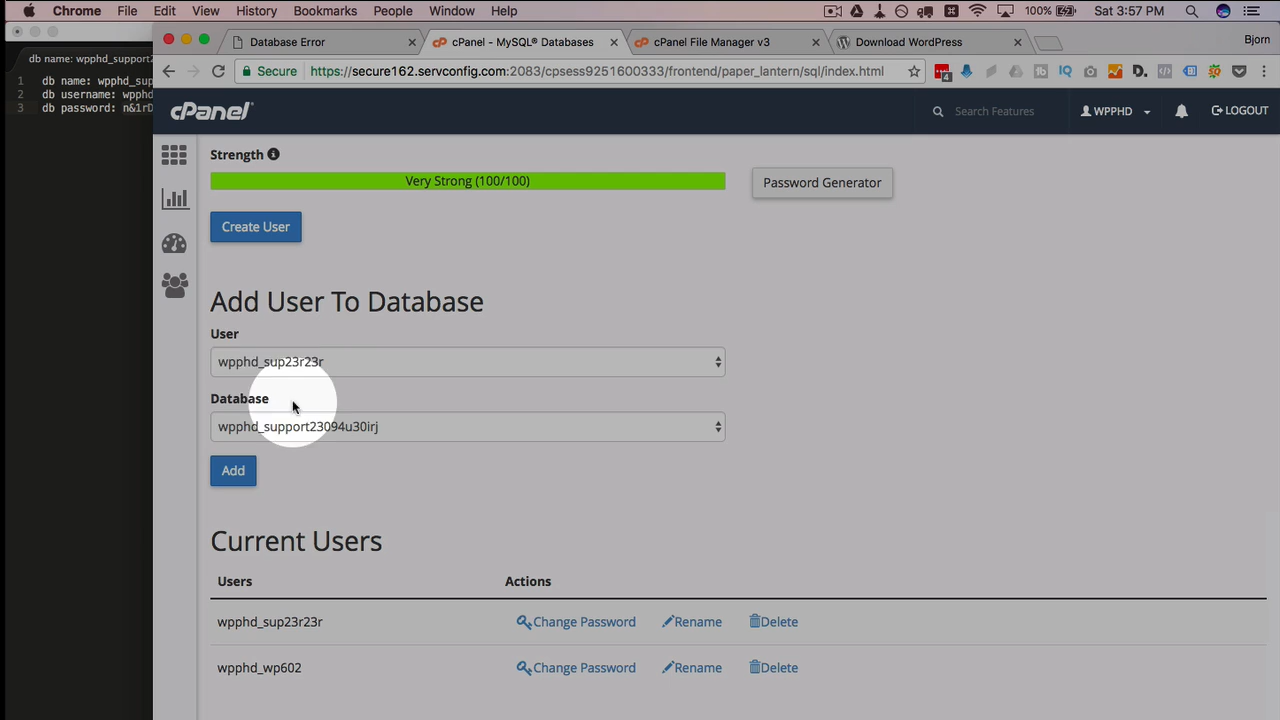 Chrome File Edit View History Bookmarks People Window Help 100% Sat 3:57 PM
Database Error
cPanel - MySQL® Databases
cPanel File Manager v3
Download WordPress
Bjorn
Secure https://secure162.servconfig.com:2083/cpsess9251600333/frontend/paper_lantern/sql/index.html
4
db name: wpphd_support2
1 db name: wpphd_sup
2 db username: wpphd
3 db password: n&1rD
cPanel®
Search Features
WPPHD
LOGOUT
Strength
Very Strong (100/100)
Password Generator
Create User
Add User To Database
User
wpphd_sup23r23r
Database
wpphd_support23094u30irj
Add
Current Users
Users Actions
wpphd_sup23r23r Change Password Rename Delete
wpphd_wp602 Change Password Rename Delete